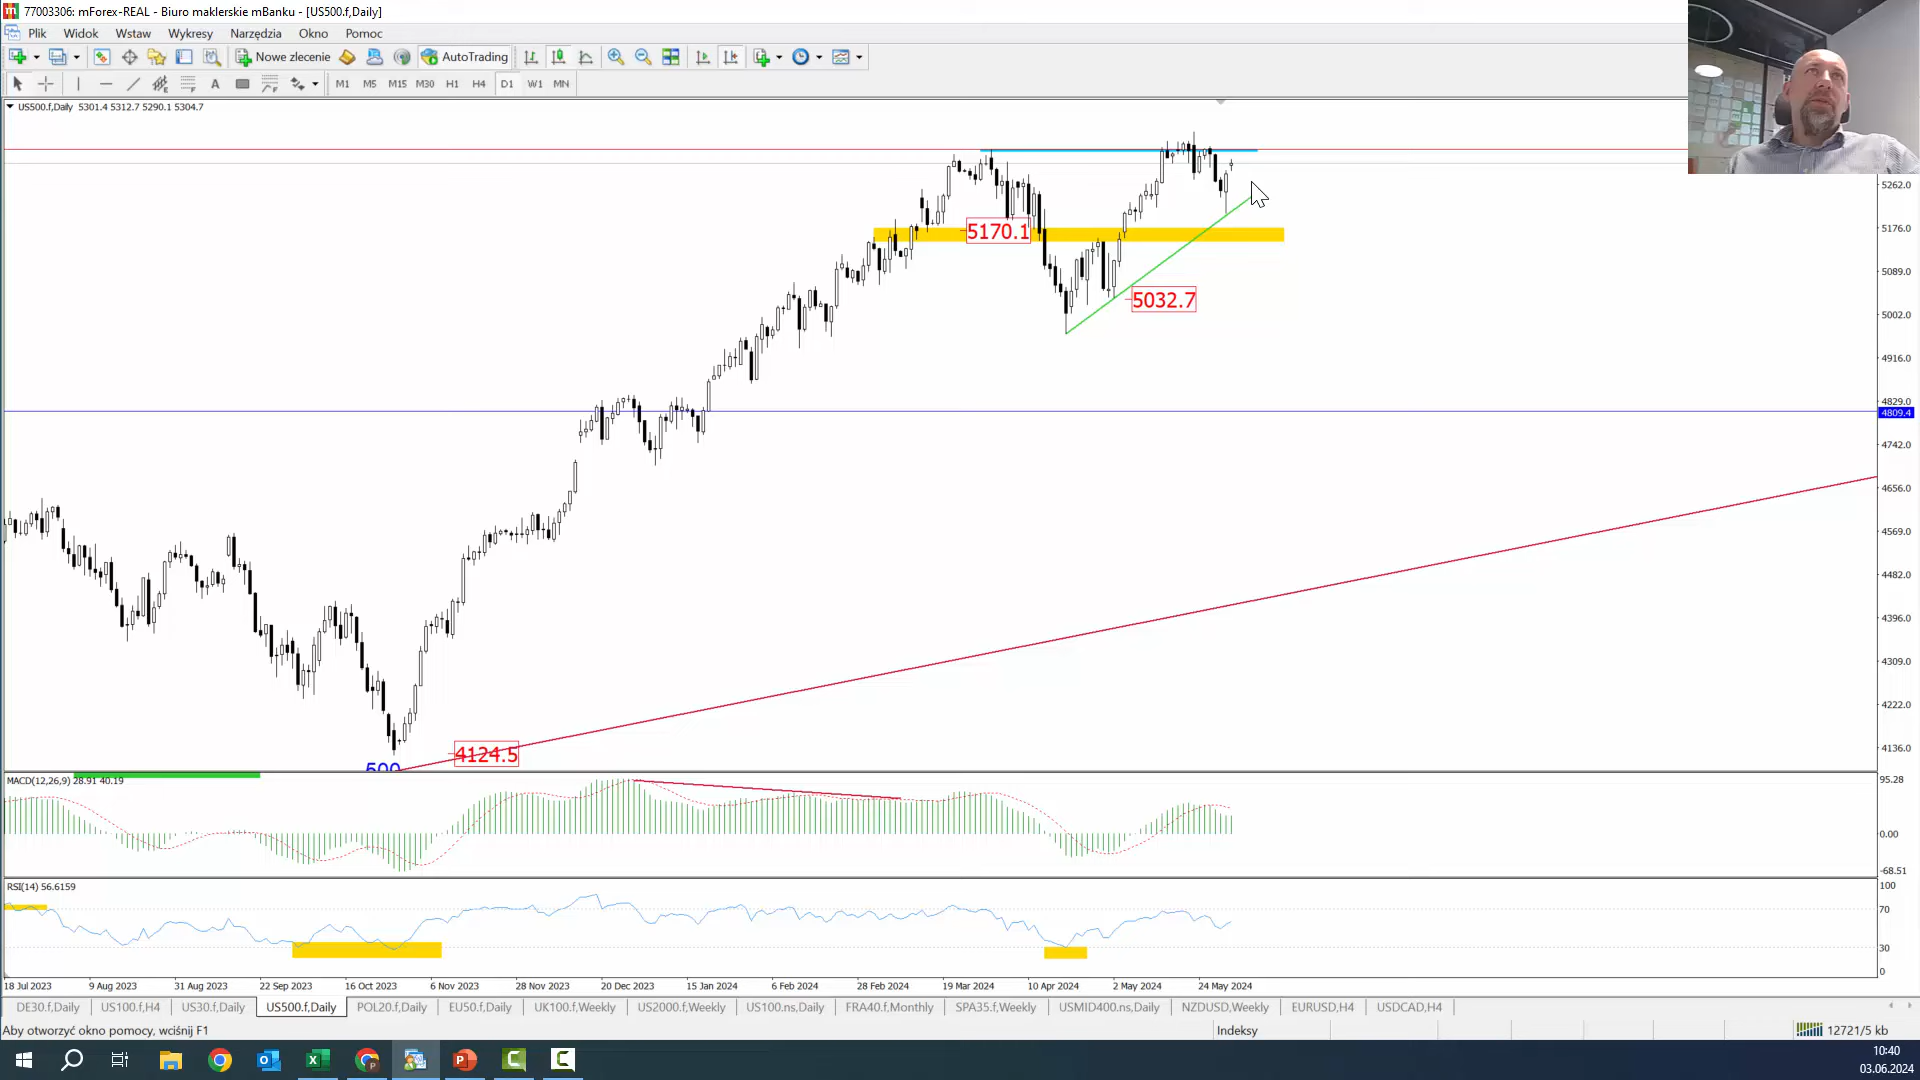 77003306: mForex-REAL - Biuro maklerskie mBanku - [US500.f,Daily]
Plik Widok Wstaw Wykresy Narzędzia Okno Pomoc
Nowe zlecenie AutoTrading
A M1 M5 M15 M30 H1 H4 D1 W1 MN
US500.f,Daily 5301.4 5312.7 5290.1 5304.7
5262.0
5176.0
5170.1
5089.0
5032.7
5002.0
4916.0
4829.0
4809.4
4742.0
4656.0
4569.0
4482.0
4396.0
4309.0
4222.0
4136.0
4124.5
500
MACD(12,26,9) 28.91 40.19
95.28
0.00
-68.51
RSI(14) 56.6159
100
70
30
0
18 Jul 2023 9 Aug 2023 31 Aug 2023 22 Sep 2023 16 Oct 2023 6 Nov 2023 28 Nov 2023 20 Dec 2023 15 Jan 2024 6 Feb 2024 28 Feb 2024 19 Mar 2024 10 Apr 2024 2 May 2024 24 May 2024
DE30.f,Daily US100.f,H4 US30.f,Daily US500.f,Daily POL20.f,Daily EU50.f,Daily UK100.f,Weekly US2000.f,Weekly US100.ns,Daily FRA40.f,Monthly SPA35.f,Weekly USMID400.ns,Daily NZDUSD,Weekly EURUSD,H4 USDCAD,H4
Aby otworzyć okno pomocy, wciśnij F1 Indeksy 12721/5 kb
10:40
03.06.2024